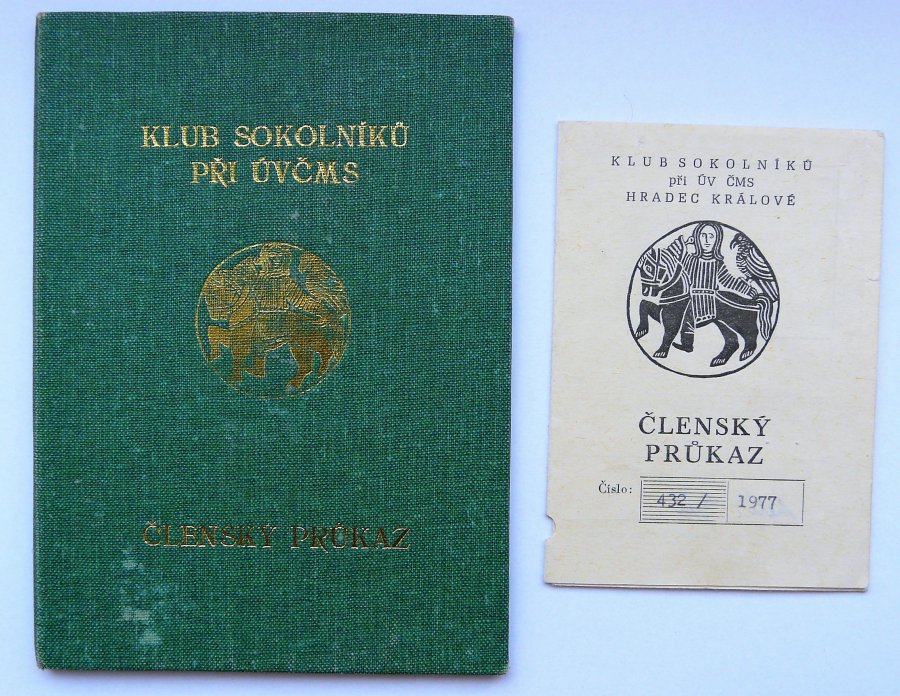 KLUB SOKOLNÍKŮ
PŘI ÚVČMS
ČLENSKÝ PRŮKAZ
KLUB SOKOLNÍKŮ
při ÚV ČMS
HRADEC KRÁLOVÉ
ČLENSKÝ
PRŮKAZ
Číslo: 432 / 1977